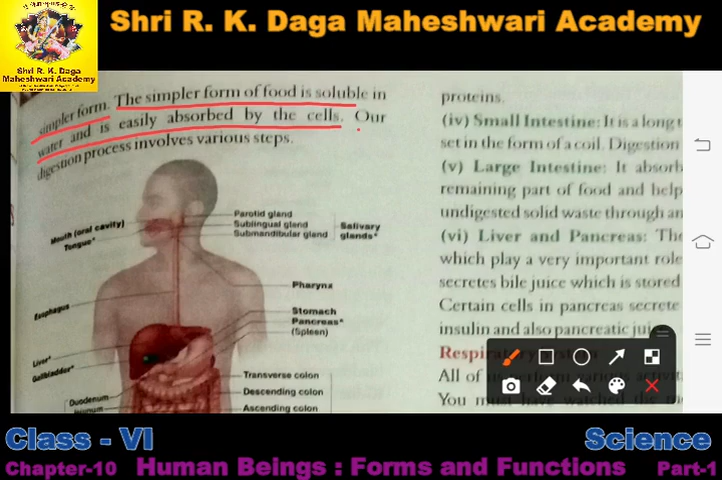 Shri R. K. Daga Maheshwari Academy
Shri R. K. Daga
Maheshwari Academy
simpler form. The simpler form of food is soluble in
water and is easily absorbed by the cells. Our
digestion process involves various steps.
Mouth (oral cavity)
Tongue*
Parotid gland
Sublingual gland
Submandibular gland
Salivary
glands*
Pharynx
Esophagus
Stomach
Pancreas*
(Spleen)
Liver*
Gallbladder*
Transverse colon
Duodenum
Descending colon
Ascending colon
proteins.
(iv) Small Intestine: It is a long t
set in the form of a coil. Digestion
(v) Large Intestine: It absorb
remaining part of food and help
undigested solid waste through an
(vi) Liver and Pancreas: The
which play a very important role
secretes bile juice which is stored
Certain cells in pancreas secrete
insulin and also pancreatic jui
All of
You
Class - VI
Science
Chapter-10 Human Beings : Forms and Functions Part-1